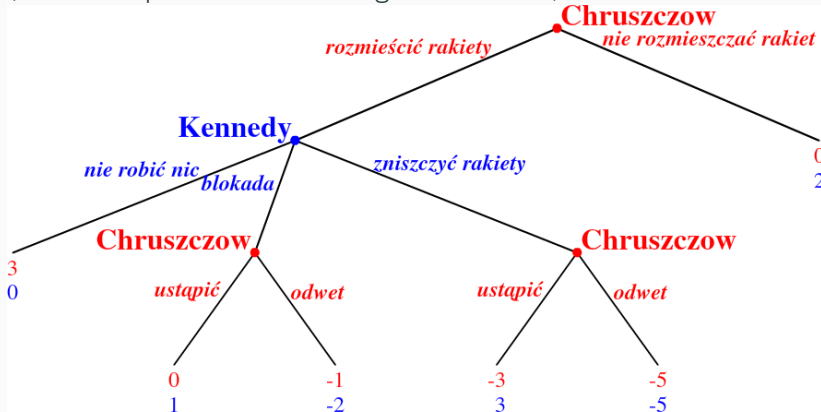 Chruszczow
rozmieścić rakiety
nie rozmieszczać rakiet
Kennedy
nie robić nic
blokada
zniszczyć rakiety
0
2
Chruszczow
Chruszczow
3
0
ustąpić
odwet
ustąpić
odwet
0
1
-1
-2
-3
3
-5
-5